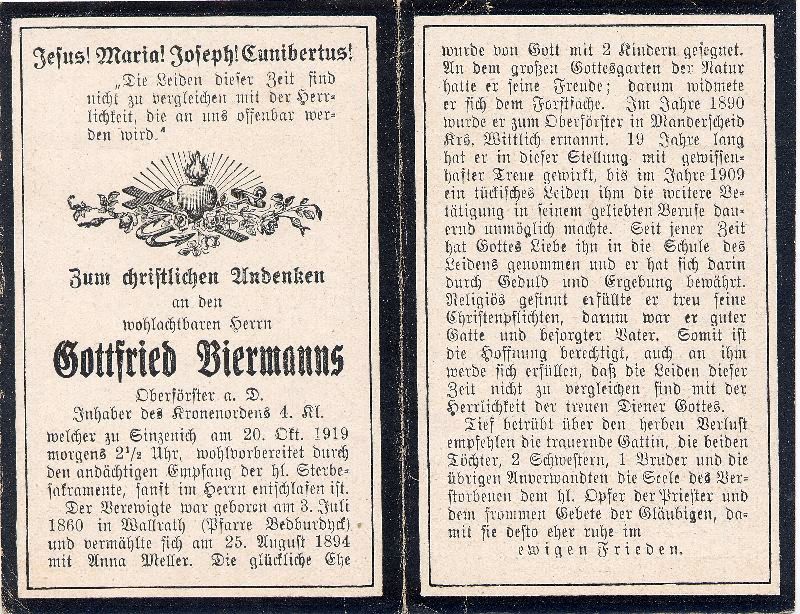 Jesus! Maria! Joseph! Cunibertus!
„Die Leiden dieser Zeit sind
nicht zu vergleichen mit der Herr-
lichkeit, die an uns offenbar wer-
den wird.“
Zum christlichen Andenken
an den
wohlachtbaren Herrn
Gottfried Biermanns
Oberförster a. D.
Inhaber des Kronenordens 4. Kl.
welcher zu Sinzenich am 20. Okt. 1919
morgens 2½ Uhr, wohlvorbereitet durch
den andächtigen Empfang der hl. Sterbe-
sakramente, sanft im Herrn entschlafen ist.
Der Verewigte war geboren am 3. Juli
1860 in Wallrath (Pfarre Bedburdyck)
und vermählte sich am 25. August 1894
mit Anna Meller. Die glückliche Ehe
wurde von Gott mit 2 Kindern gesegnet.
An dem großen Gottesgarten der Natur
hatte er seine Freude; darum widmete
er sich dem Forstfache. Im Jahre 1890
wurde er zum Oberförster in Manderscheid
Krs. Wittlich ernannt. 19 Jahre lang
hat er in dieser Stellung mit gewissen-
hafter Treue gewirkt, bis im Jahre 1909
ein tückisches Leiden ihm die weitere Be-
tätigung in seinem geliebten Berufe dau-
ernd unmöglich machte. Seit jener Zeit
hat Gottes Liebe ihn in die Schule des
Leidens genommen und er hat sich darin
durch Geduld und Ergebung bewährt.
Religiös gesinnt erfüllte er treu seine
Christenpflichten, darum war er guter
Gatte und besorgter Vater. Somit ist
die Hoffnung berechtigt, auch an ihm
werde sich erfüllen, daß die Leiden dieser
Zeit nicht zu vergleichen sind mit der
Herrlichkeit der treuen Diener Gottes.
Tief betrübt über den herben Verlust
empfehlen die trauernde Gattin, die beiden
Töchter, 2 Schwestern, 1 Bruder und die
übrigen Anverwandten die Seele des Ver-
storbenen dem hl. Opfer der Priester und
dem frommen Gebete der Gläubigen, da-
mit sie desto eher ruhe im
ewigen Frieden.